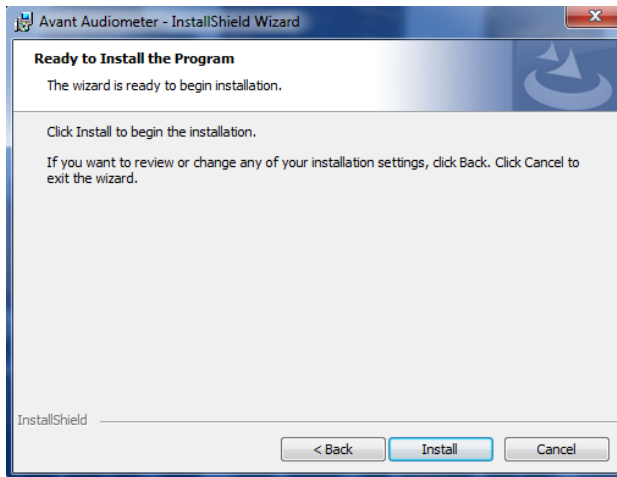 Avant Audiometer - InstallShield Wizard
Ready to Install the Program
The wizard is ready to begin installation.
Click Install to begin the installation.
If you want to review or change any of your installation settings, click Back. Click Cancel to
exit the wizard.
InstallShield
< Back
Install
Cancel